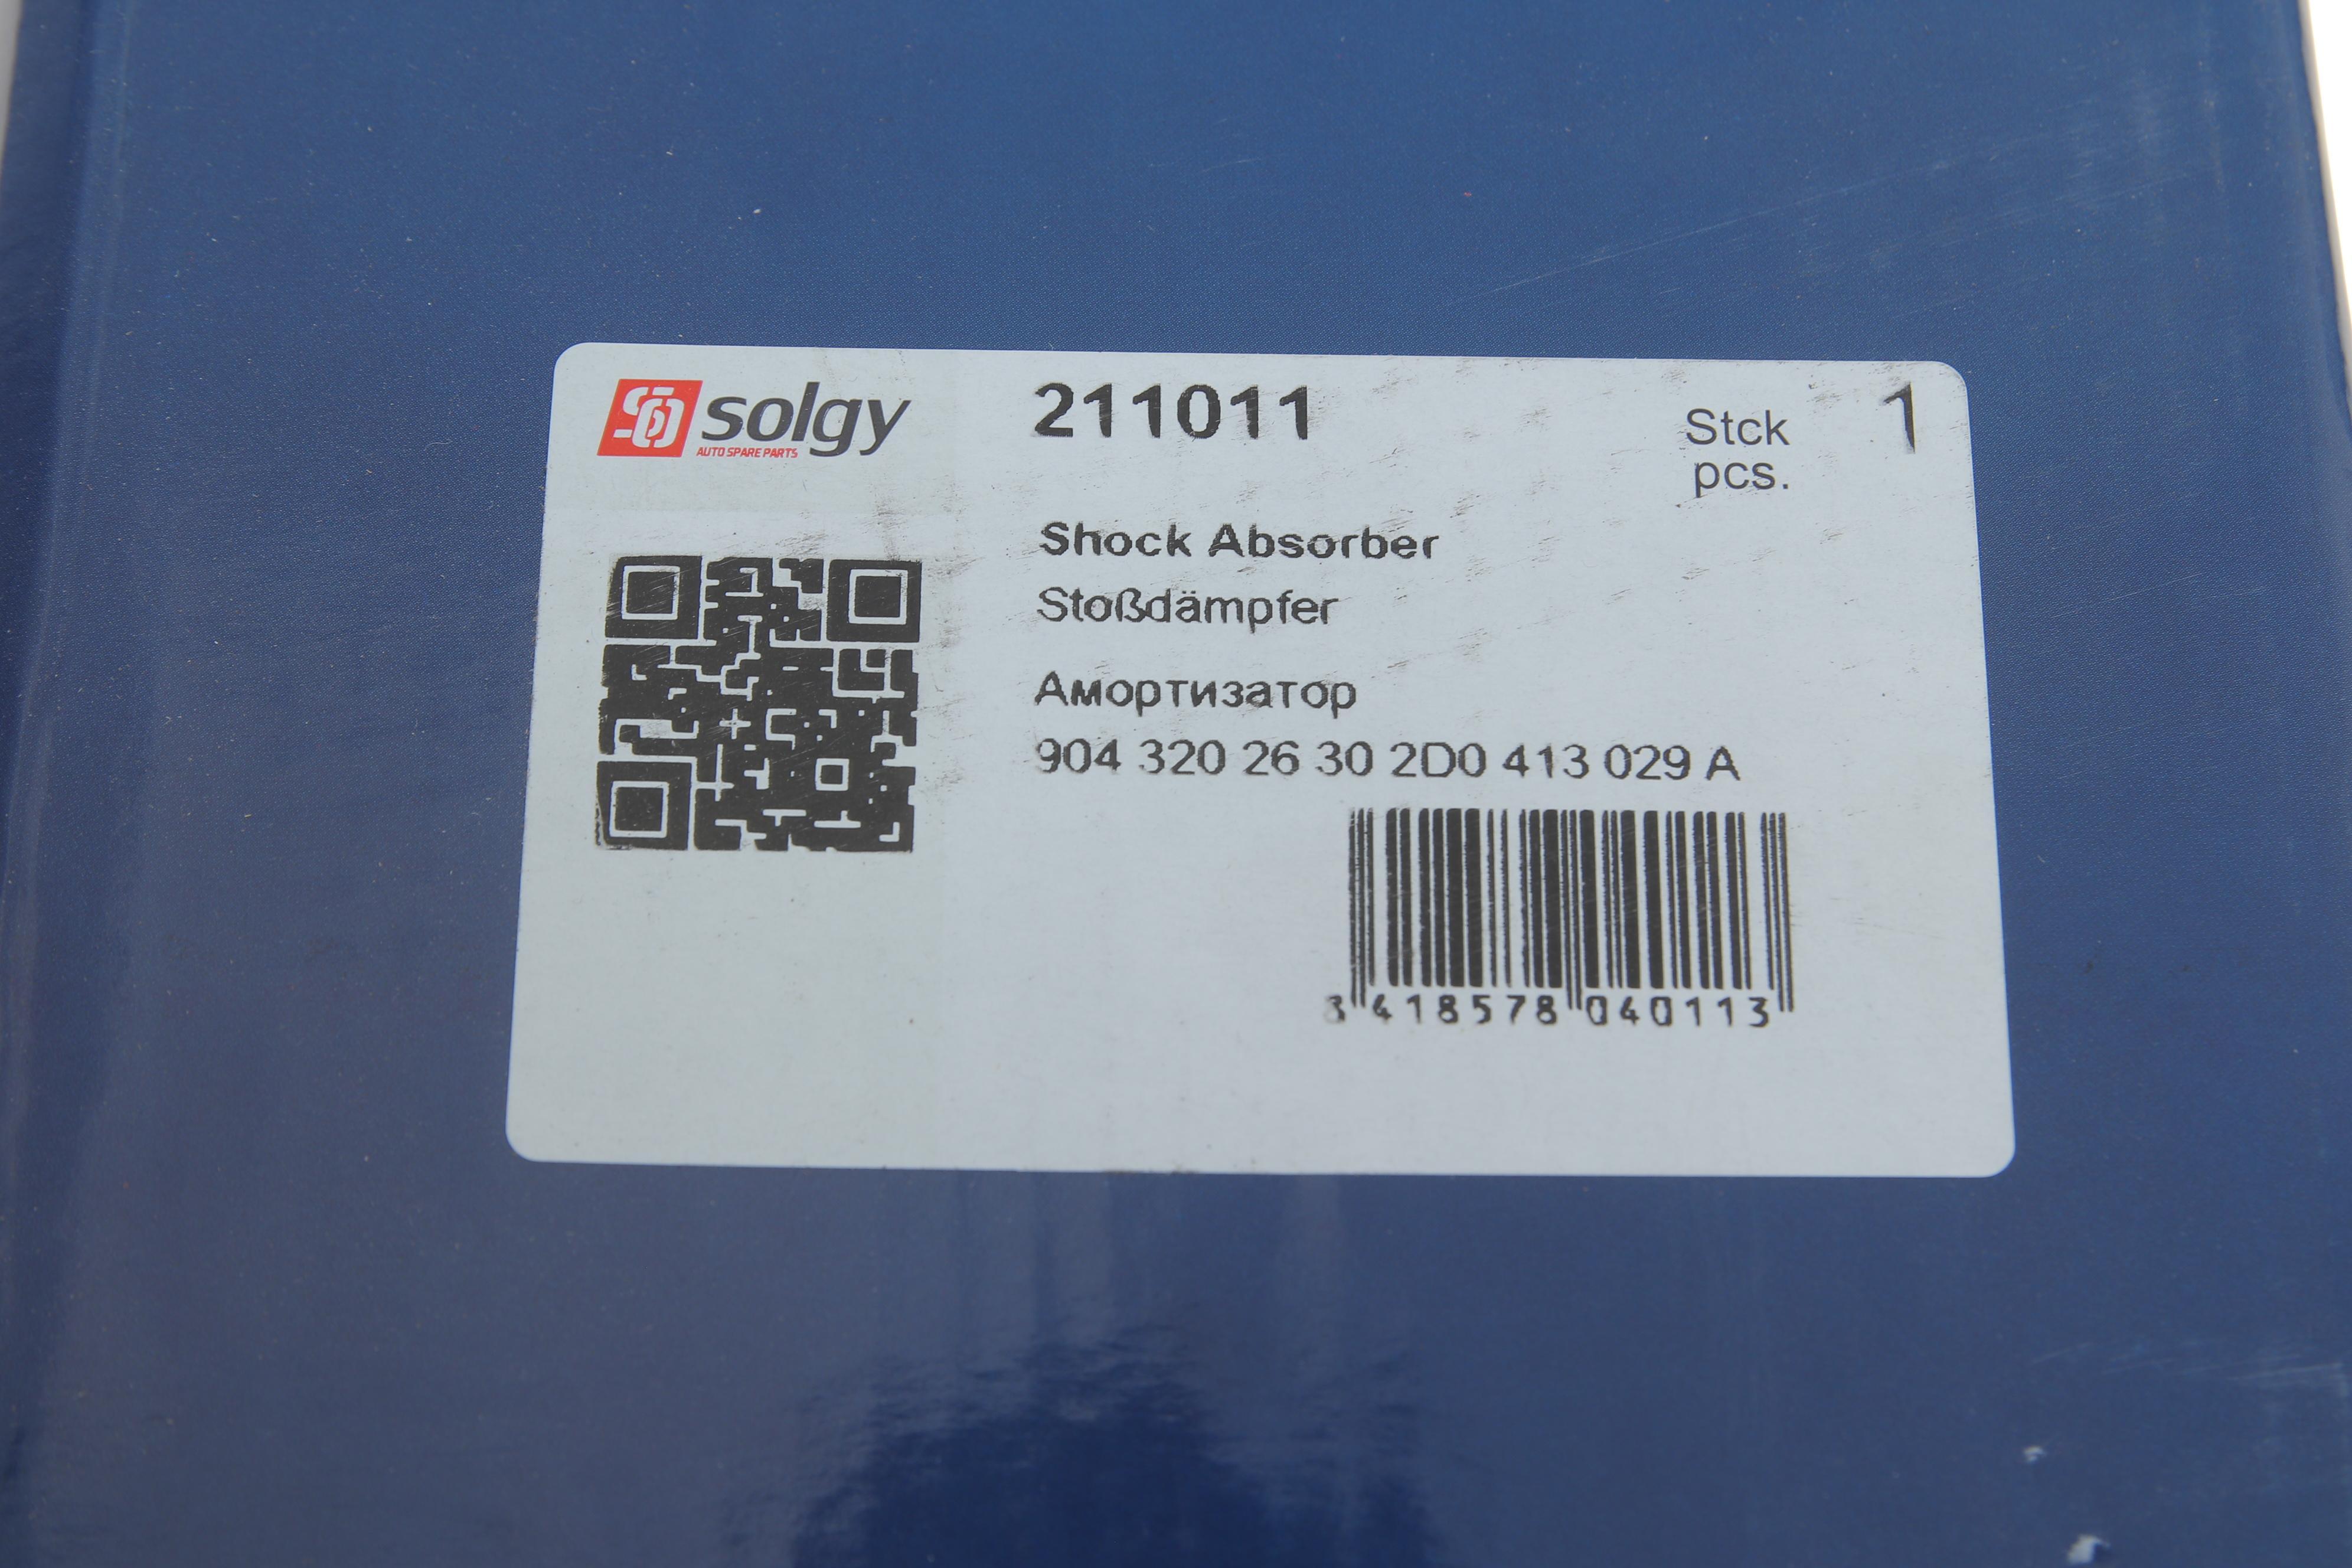 solgy
AUTO SPARE PARTS
211011
Stck 1
pcs.
Shock Absorber
Stoßdämpfer
Амортизатор
904 320 26 30 2D0 413 029 A
8 418578 040113